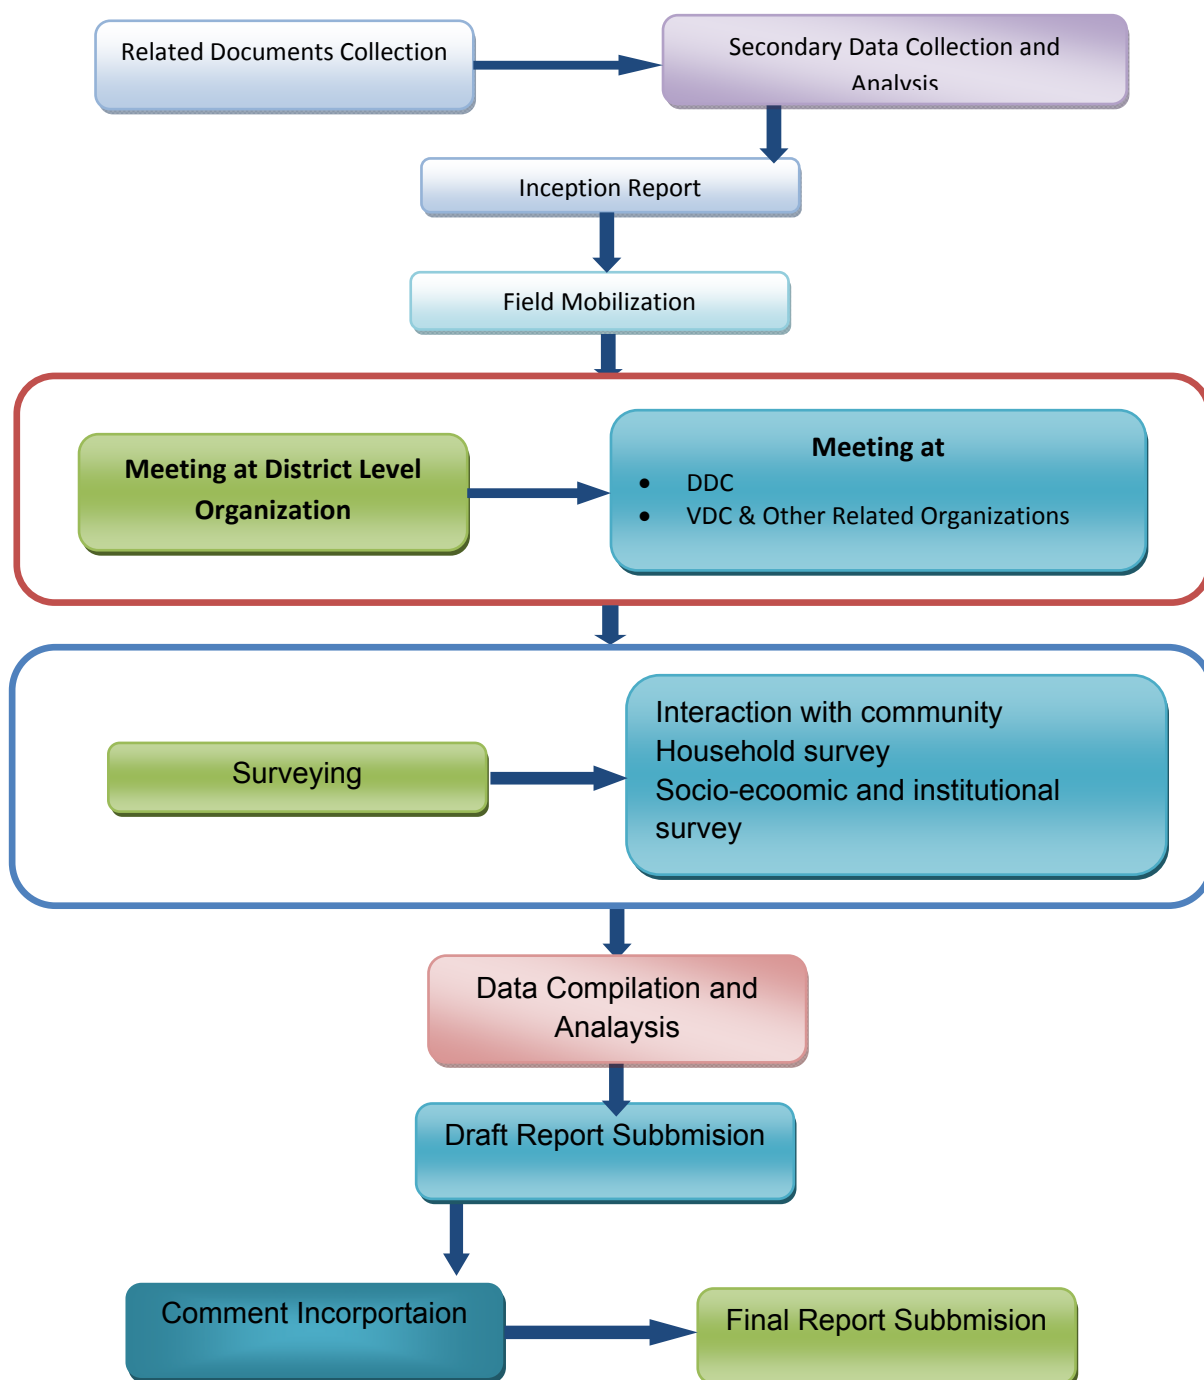 Related Documents Collection
Secondary Data Collection and
Analysis
Inception Report
Field Mobilization
Meeting at District Level
Organization
Meeting at
• DDC
• VDC & Other Related Organizations
Surveying
Interaction with community
Household survey
Socio-ecoomic and institutional
survey
Data Compilation and
Analaysis
Draft Report Subbmision
Comment Incorportaion
Final Report Subbmision